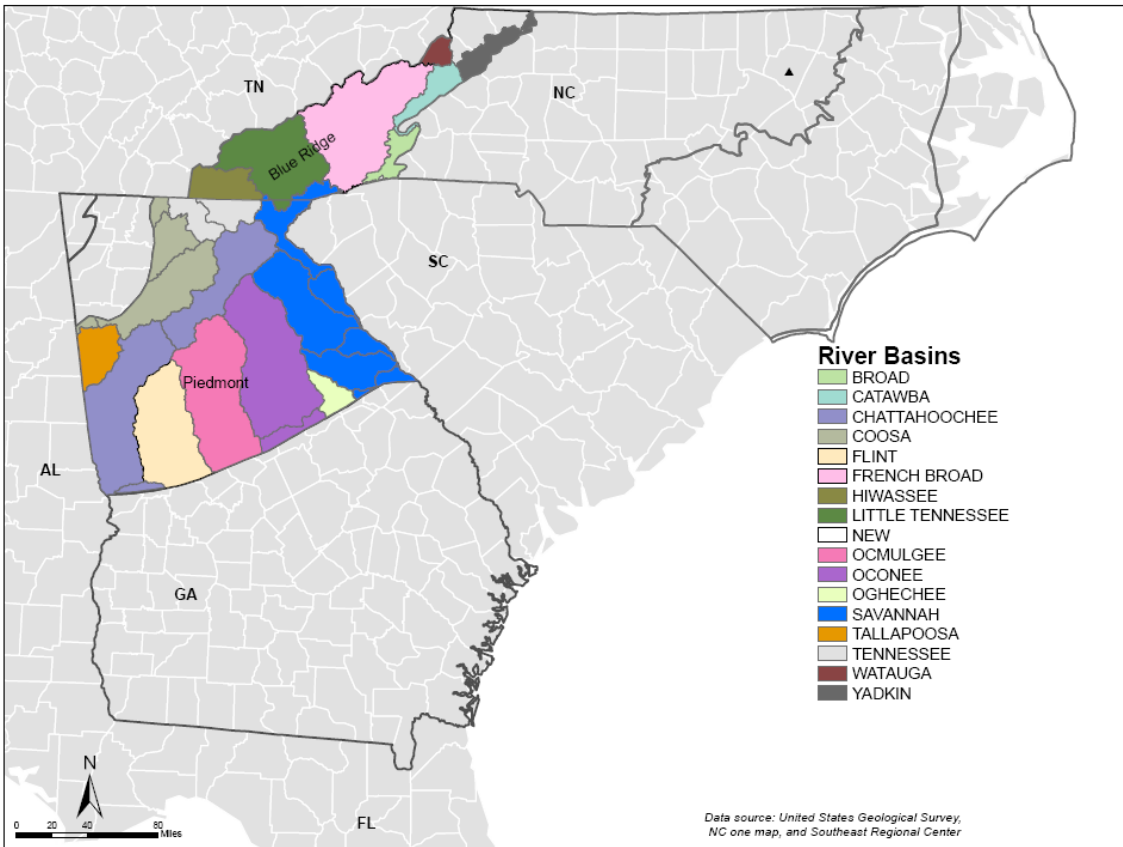 TN
NC
Blue Ridge
SC
Piedmont
AL
GA
FL
River Basins
BROAD
CATAWBA
CHATTAHOOCHEE
COOSA
FLINT
FRENCH BROAD
HIWASSEE
LITTLE TENNESSEE
NEW
OCMULGEE
OCONEE
OGHECHEE
SAVANNAH
TALLAPOOSA
TENNESSEE
WATAUGA
YADKIN
N
0 20 40 80
Miles
Data source: United States Geological Survey,
NC one map, and Southeast Regional Center